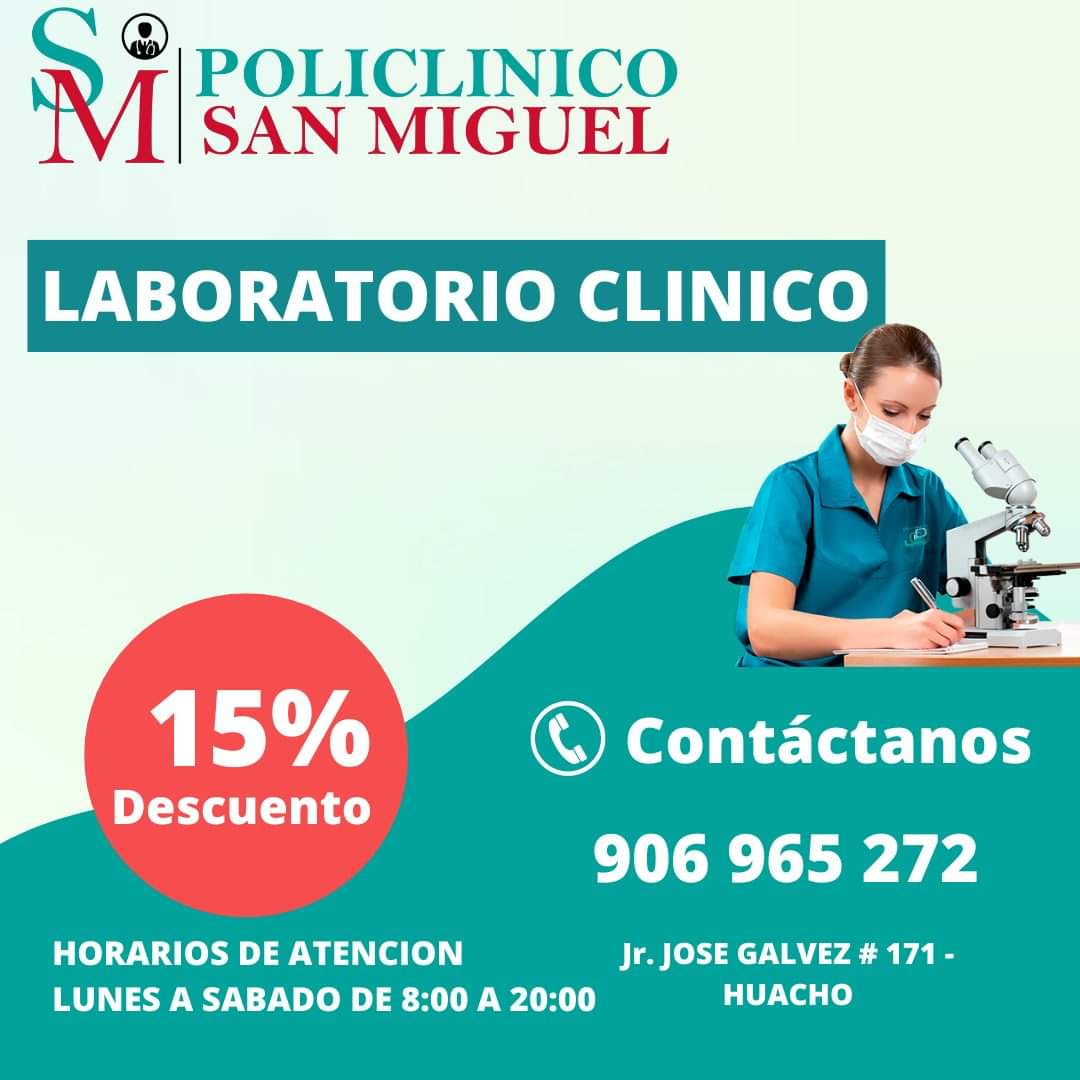 SM
POLICLINICO
SAN MIGUEL
LABORATORIO CLINICO
15%
Descuento
Contáctanos
906 965 272
HORARIOS DE ATENCION
LUNES A SABADO DE 8:00 A 20:00
Jr. JOSE GALVEZ # 171 -
HUACHO